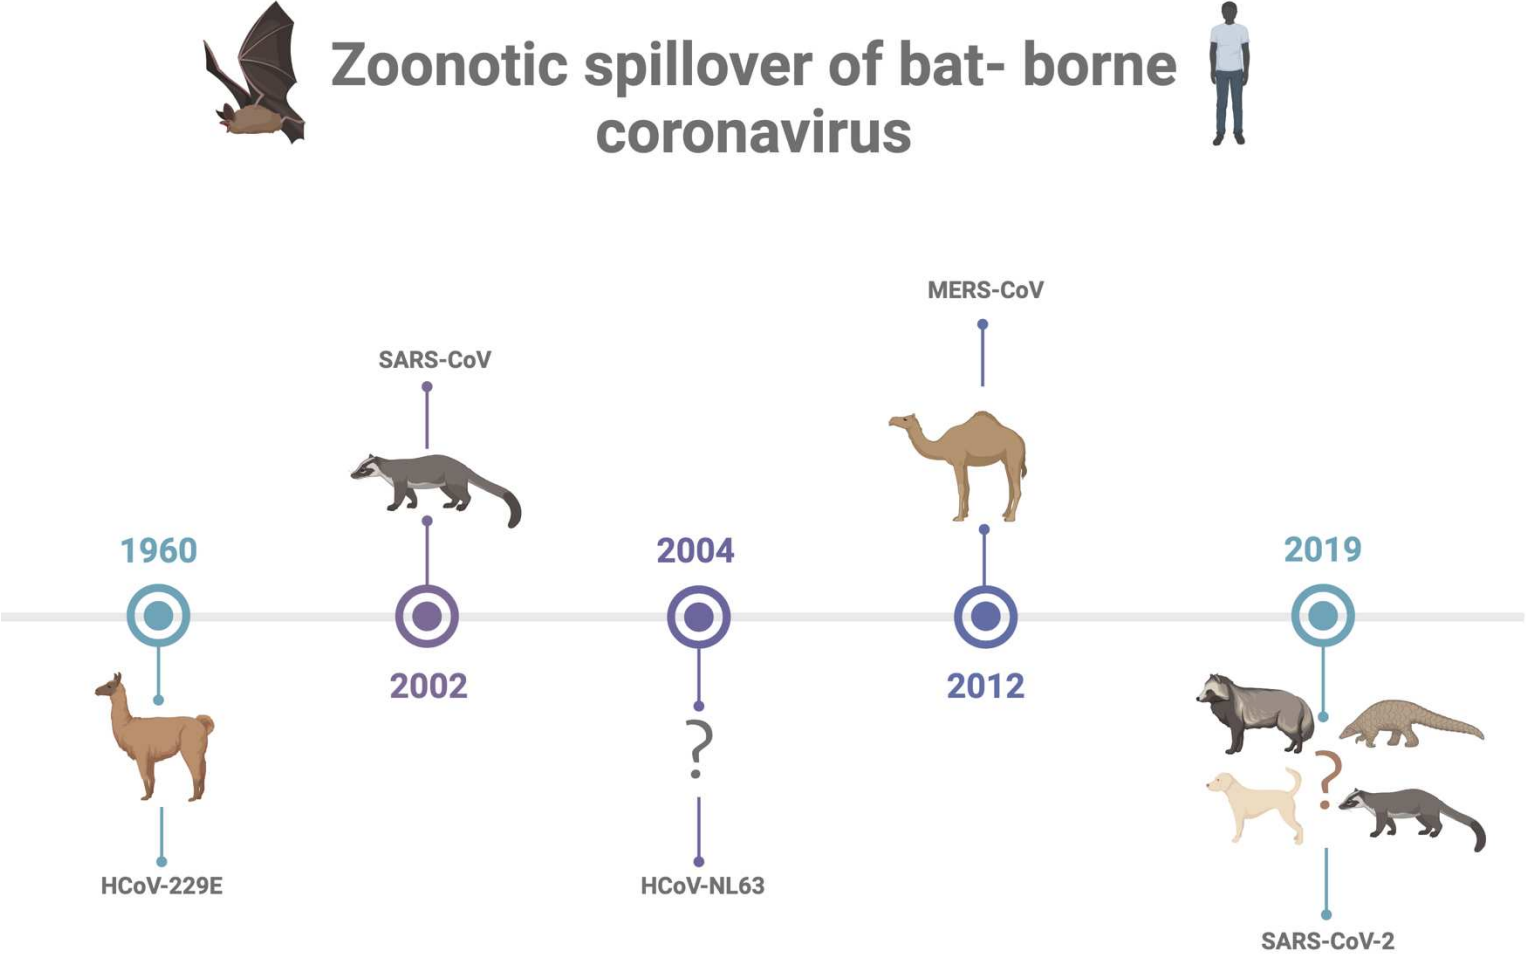 Zoonotic spillover of bat- borne
coronavirus
MERS-CoV
SARS-CoV
1960
2004
2019
2002
2012
?
?
HCoV-229E
HCoV-NL63
SARS-CoV-2